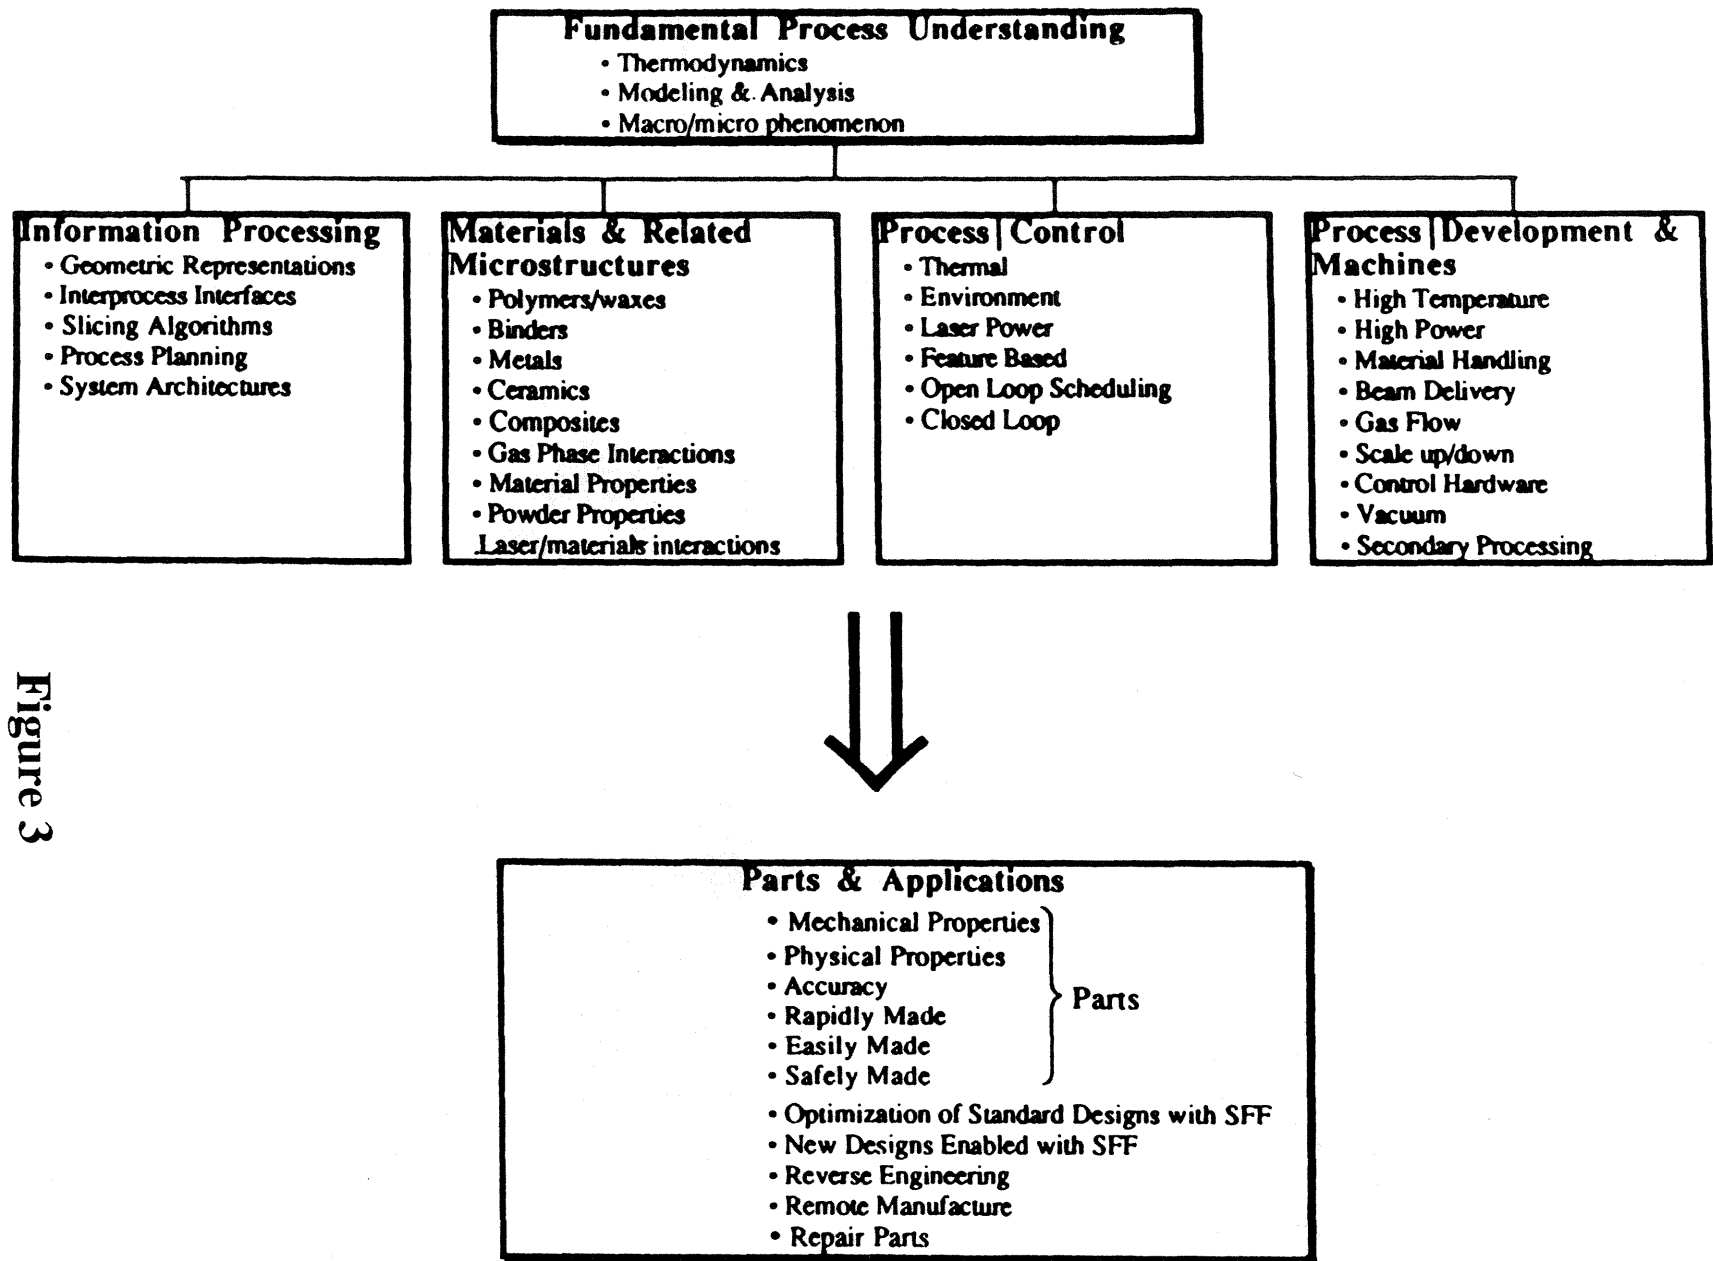 Fundamental Process Understanding
• Thermodynamics
• Modeling & Analysis
• Macro/micro phenomenon
Information Processing
• Geometric Representations
• Interprocess Interfaces
• Slicing Algorithms
• Process Planning
• System Architectures
Materials & Related
Microstructures
• Polymers/waxes
• Binders
• Metals
• Ceramics
• Composites
• Gas Phase Interactions
• Material Properties
• Powder Properties
.Laser/materials interactions
Process Control
• Thermal
• Environment
• Laser Power
• Feature Based
• Open Loop Scheduling
• Closed Loop
Process Development &
Machines
• High Temperature
• High Power
• Material Handling
• Beam Delivery
• Gas Flow
• Scale up/down
• Control Hardware
• Vacuum
• Secondary Processing
Figure 3
Parts & Applications
• Mechanical Properties
• Physical Properties
• Accuracy
• Rapidly Made
• Easily Made
• Safely Made
Parts
• Optimization of Standard Designs with SFF
• New Designs Enabled with SFF
• Reverse Engineering
• Remote Manufacture
• Repair Parts